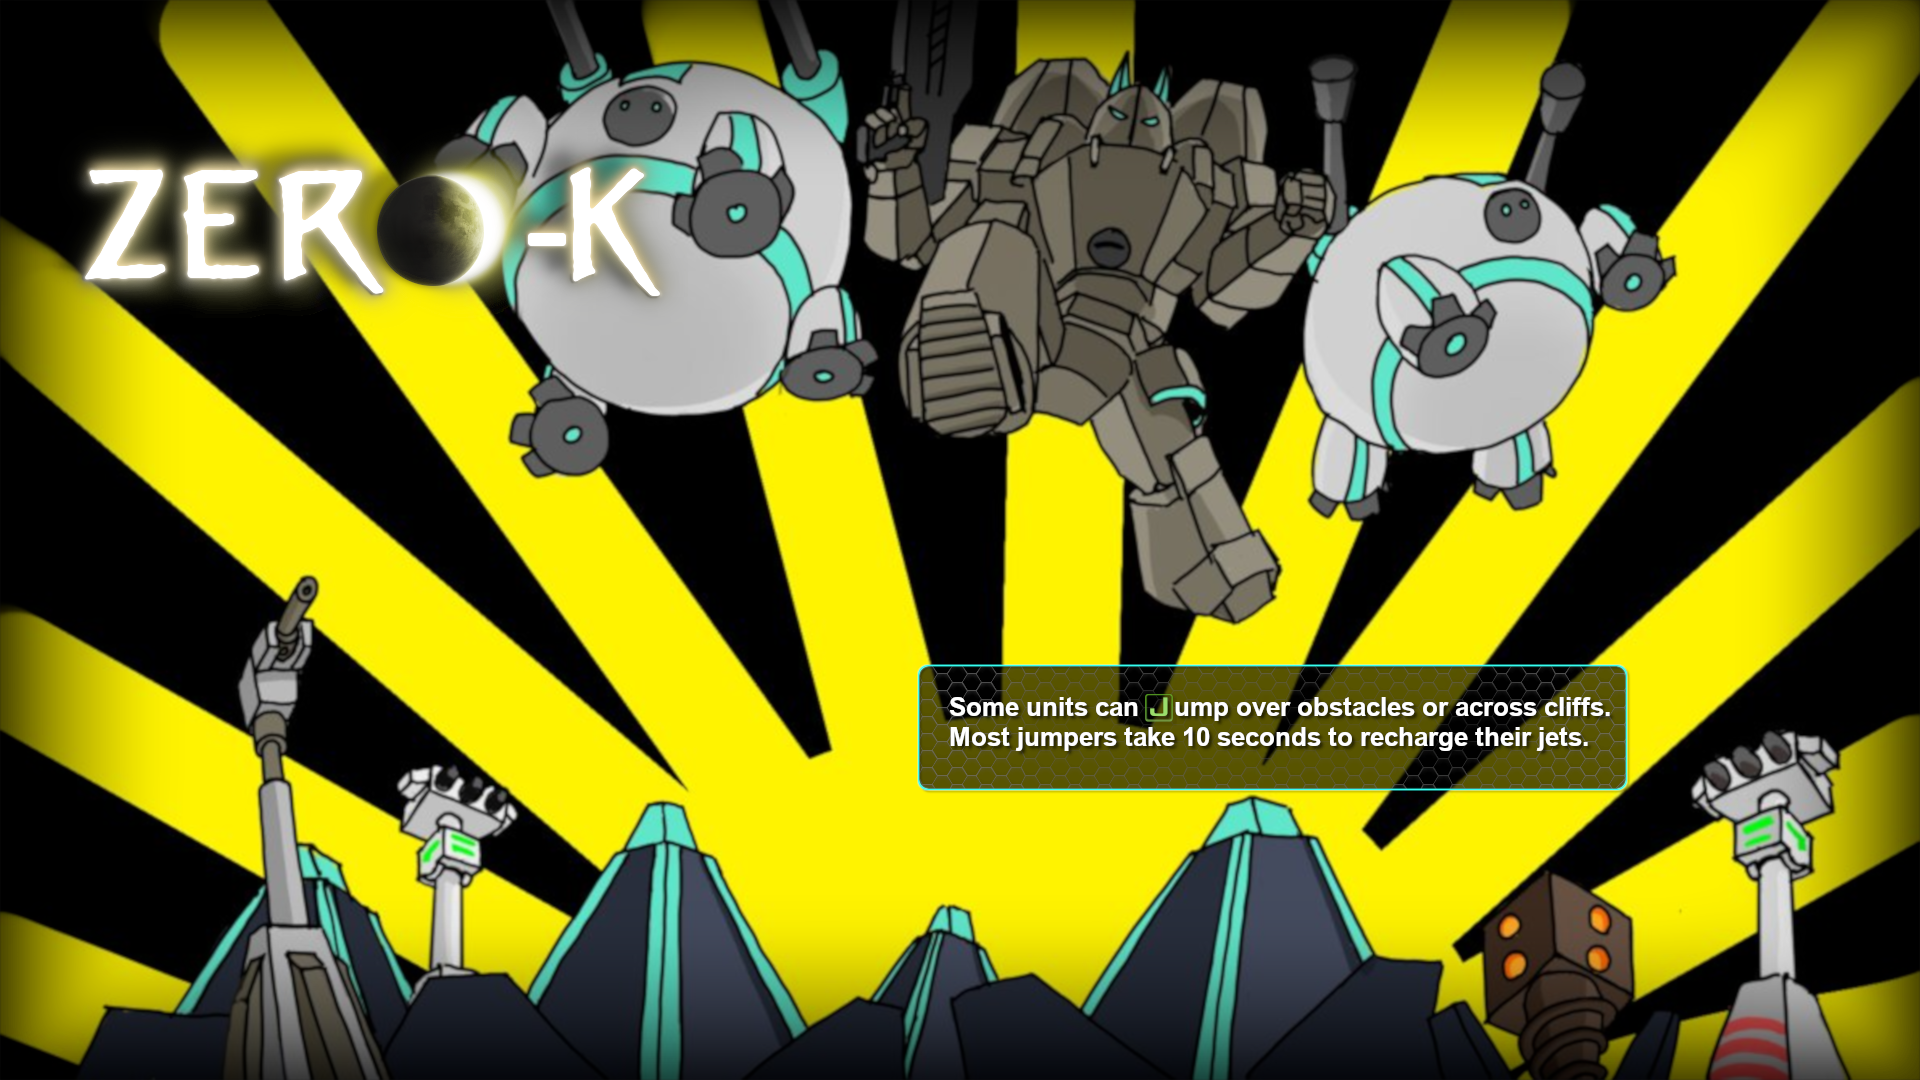 ZERO-K
Some units can Jump over obstacles or across cliffs.
Most jumpers take 10 seconds to recharge their jets.